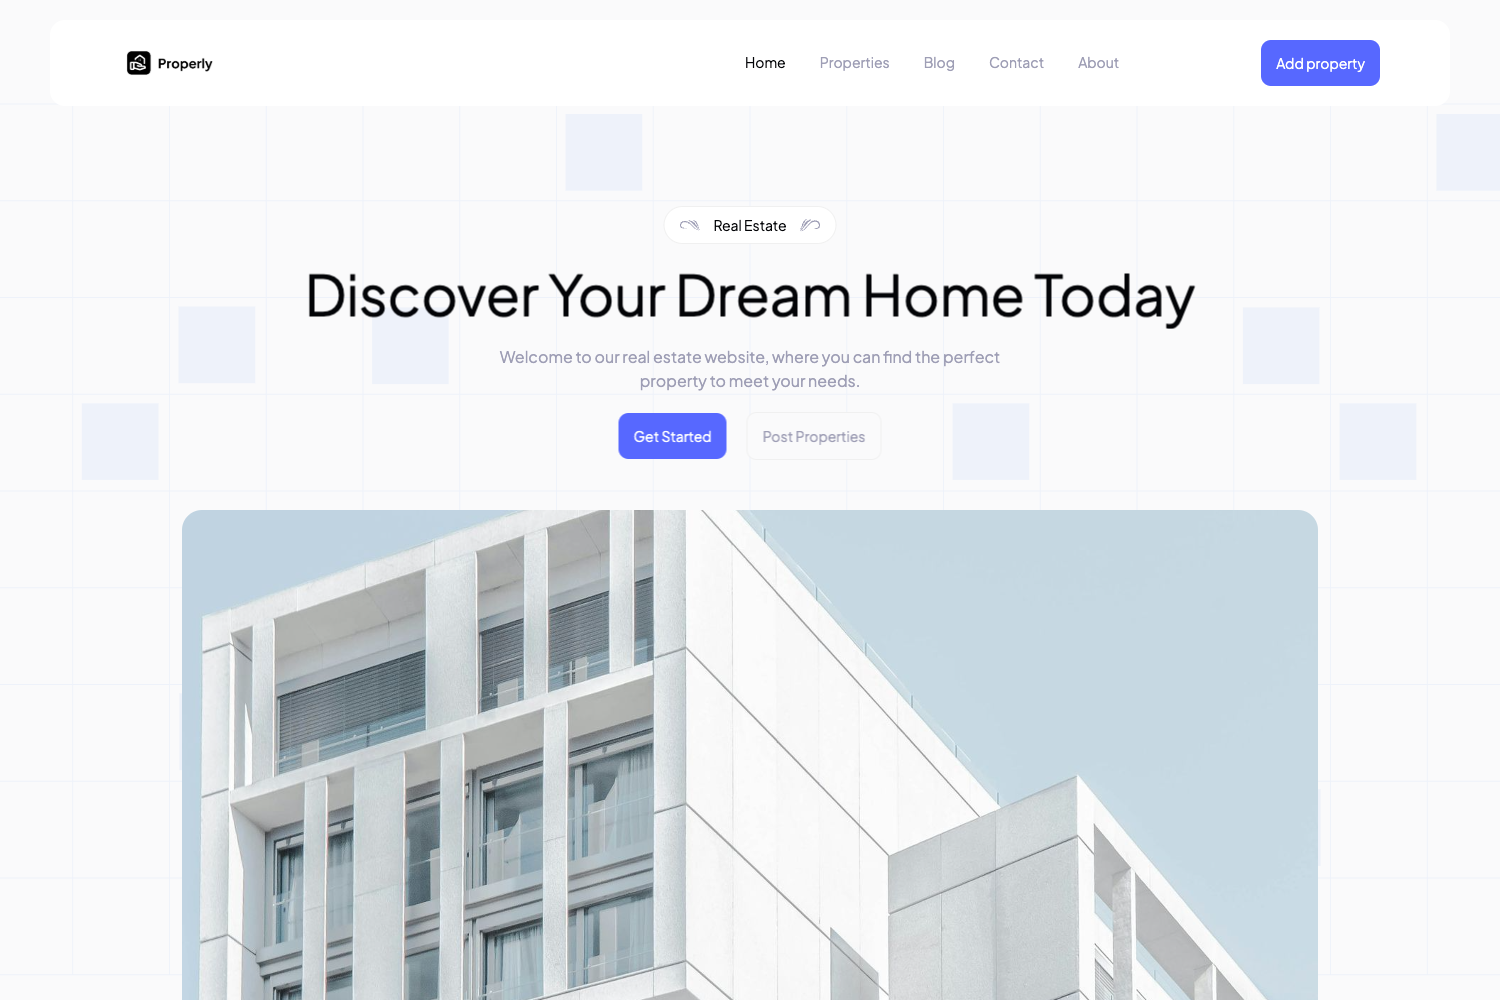 Properly
Home
Properties
Blog
Contact
About
Add property
Real Estate
Discover Your Dream Home Today
Welcome to our real estate website, where you can find the perfect
property to meet your needs.
Get Started
Post Properties